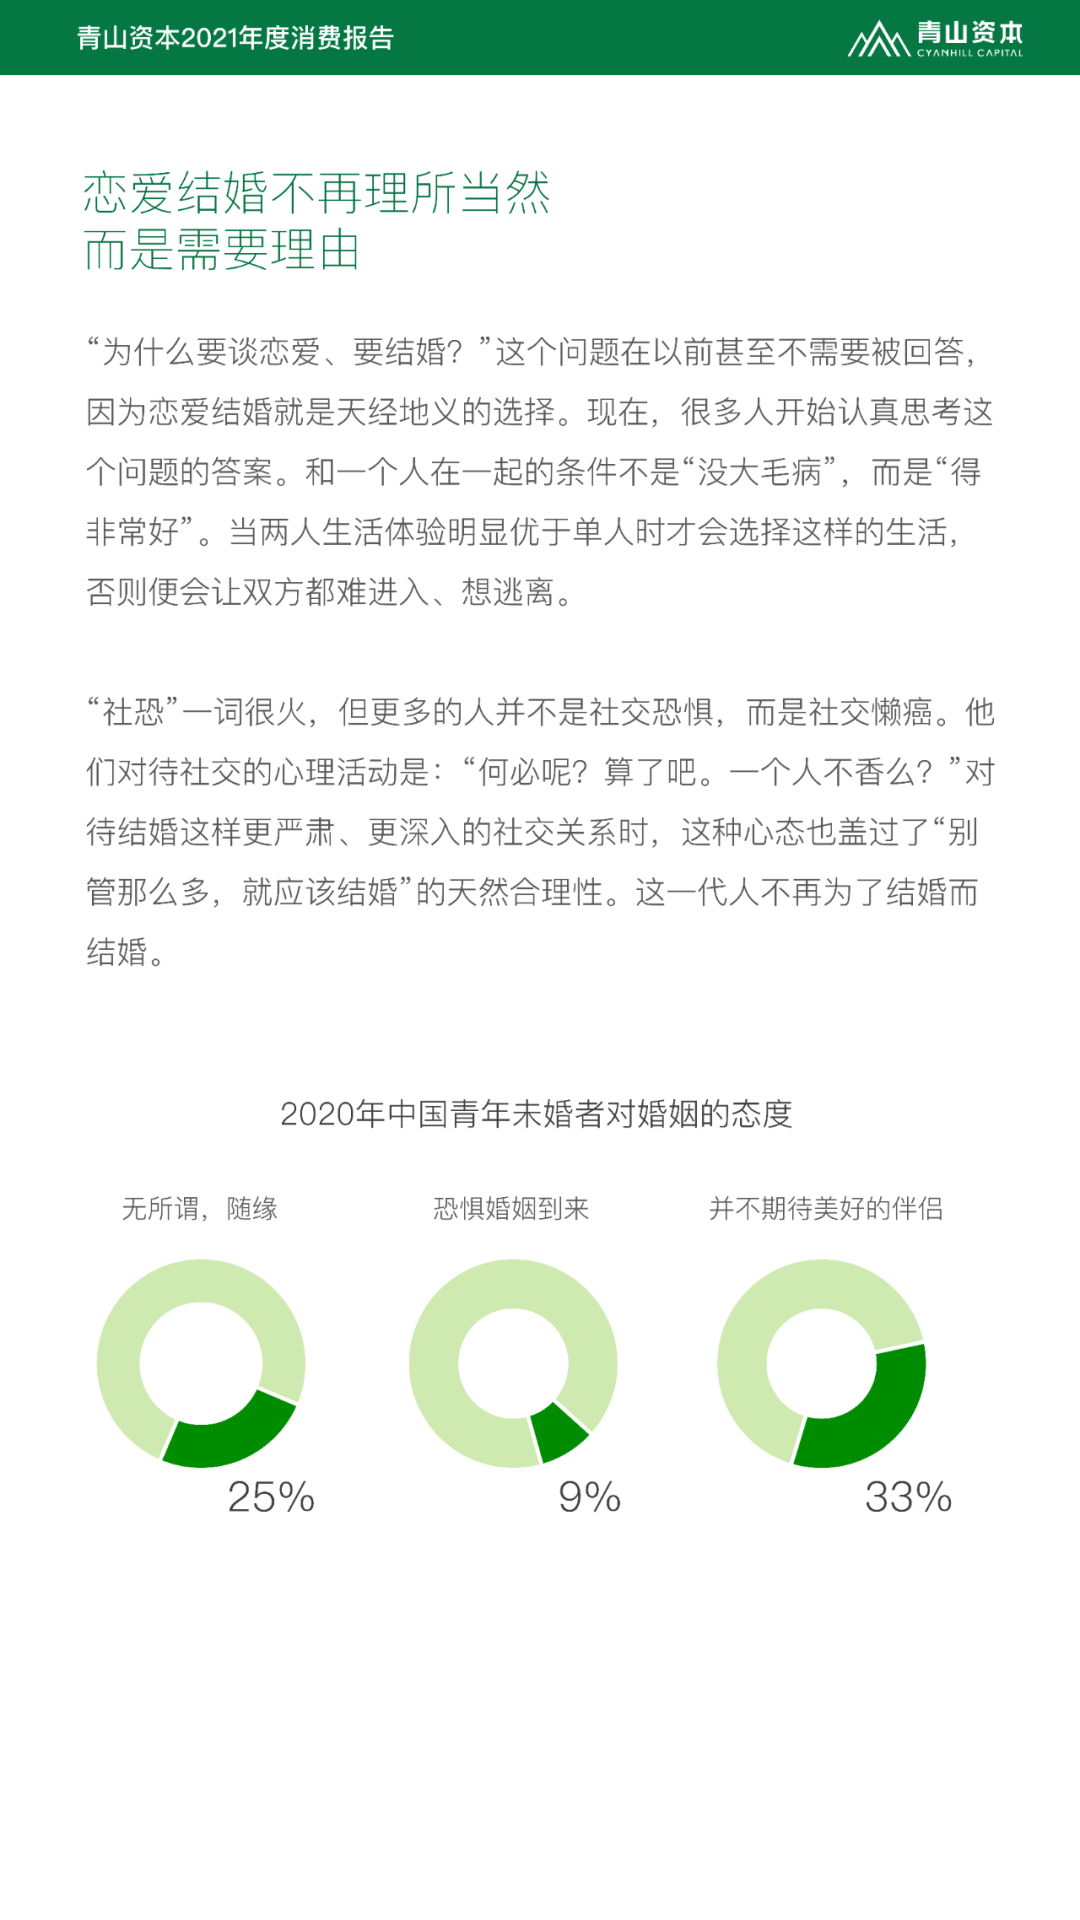 青山资本2021年度消费报告
青山资本
CYANHILL CAPITAL
恋爱结婚不再理所当然
而是需要理由
“为什么要谈恋爱、要结婚？”这个问题在以前甚至不需要被回答，
因为恋爱结婚就是天经地义的选择。现在，很多人开始认真思考这
个问题的答案。和一个人在一起的条件不是“没大毛病”，而是“得
非常好”。当两人生活体验明显优于单人时才会选择这样的生活，
否则便会让双方都难进入、想逃离。
“社恐”一词很火，但更多的人并不是社交恐惧，而是社交懒癌。他
们对待社交的心理活动是：“何必呢？算了吧。一个人不香么？”对
待结婚这样更严肃、更深入的社交关系时，这种心态也盖过了“别
管那么多，就应该结婚”的天然合理性。这一代人不再为了结婚而
结婚。
2020年中国青年未婚者对婚姻的态度
无所谓，随缘
恐惧婚姻到来
并不期待美好的伴侣
25%
9%
33%